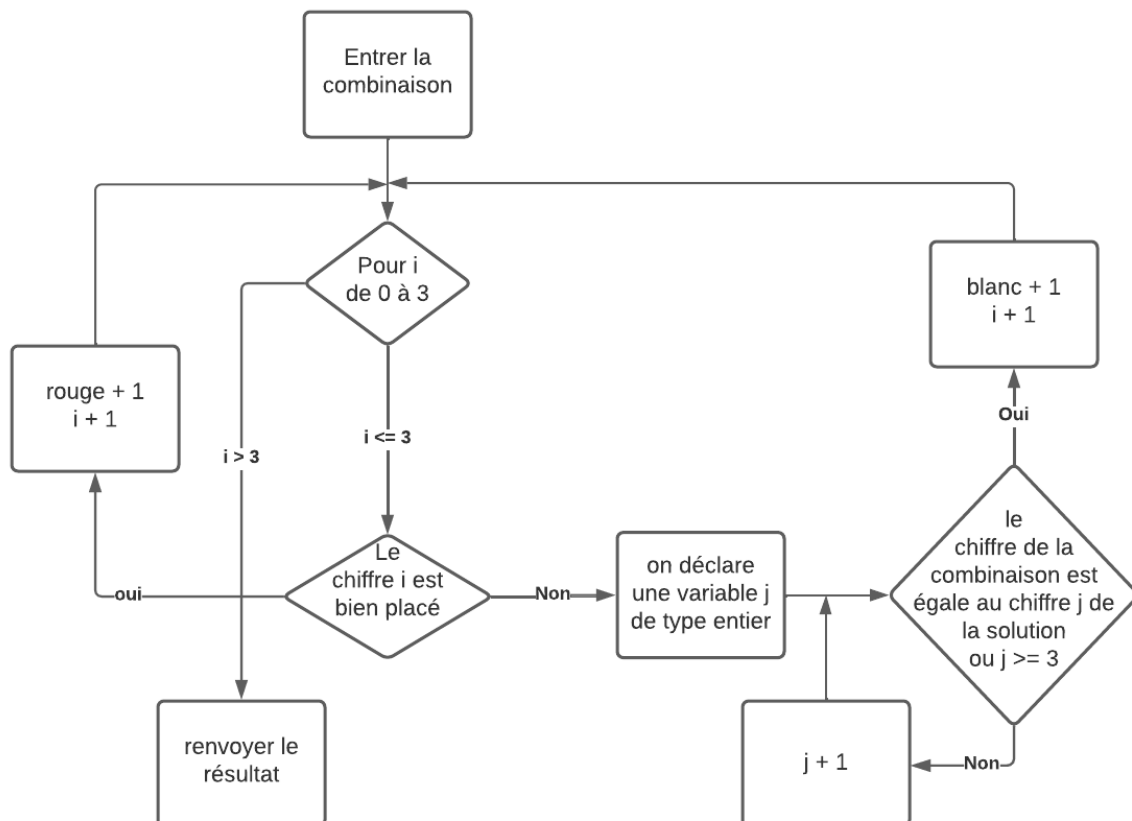 Entrer la
combinaison
Pour i
de 0 à 3
blanc + 1
i + 1
rouge + 1
i + 1
i <= 3
i > 3
Oui
Le
chiffre i est
bien placé
oui
Non
on déclare
une variable j
de type entier
le
chiffre de la
combinaison est
égale au chiffre j de
la solution
ou j >= 3
renvoyer le
résultat
j + 1
Non